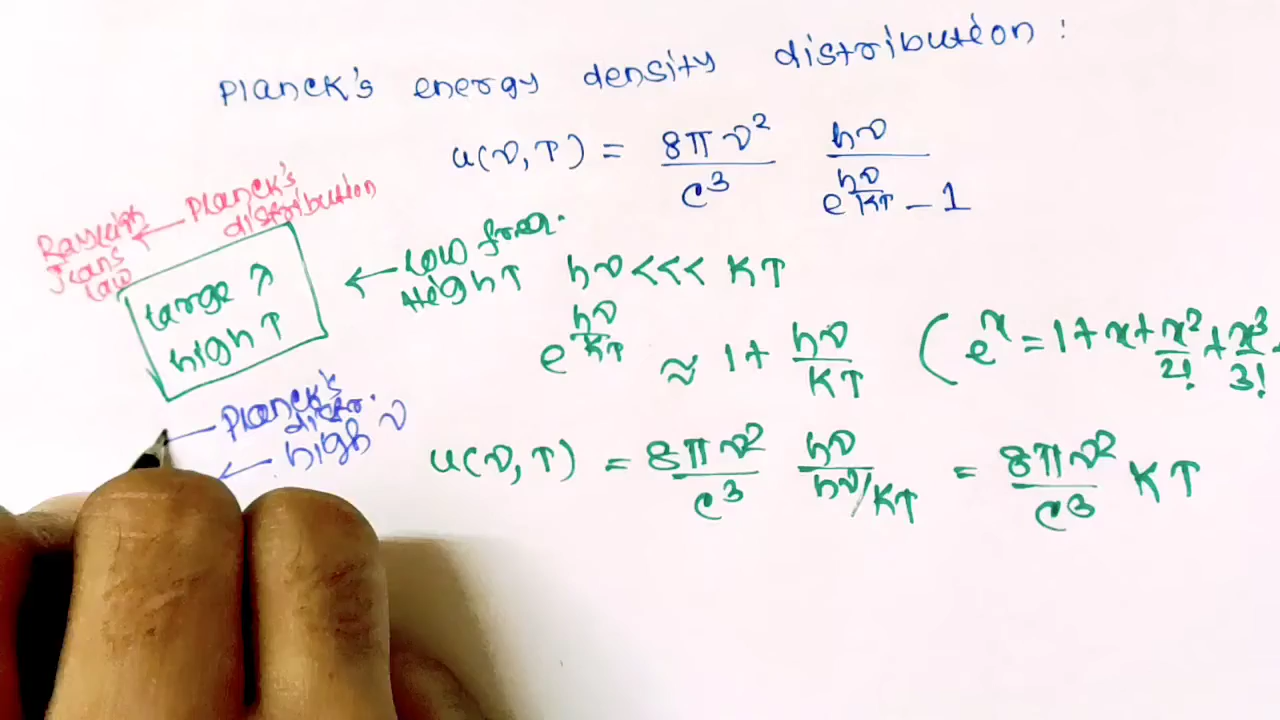 Planck's energy density distribution :
u(ν,T) = 8πν²/c³ hν/(e^(hν/KT) - 1)
Rayleigh Jeans Law ← Planck's distribution
large λ
high T
← Low freq. High T hν <<< KT
e^(hν/KT) ≈ 1 + hν/KT (e^x = 1 + x + x²/2! + x³/3! +
← Planck's distr.
← high ν
u(ν,T) = 8πν²/c³ hν/(hν/KT) = 8πν²/c³ KT